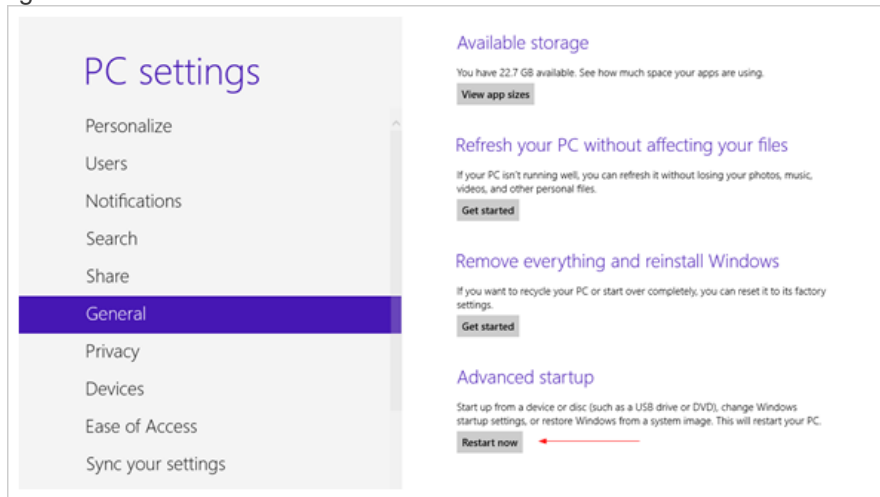 PC settings
Personalize
Users
Notifications
Search
Share
General
Privacy
Devices
Ease of Access
Sync your settings
Available storage
You have 22.7 GB available. See how much space your apps are using.
View app sizes
Refresh your PC without affecting your files
If your PC isn't running well, you can refresh it without losing your photos, music,
videos, and other personal files.
Get started
Remove everything and reinstall Windows
If you want to recycle your PC or start over completely, you can reset it to its factory
settings.
Get started
Advanced startup
Start up from a device or disc (such as a USB drive or DVD), change Windows
startup settings, or restore Windows from a system image. This will restart your PC.
Restart now